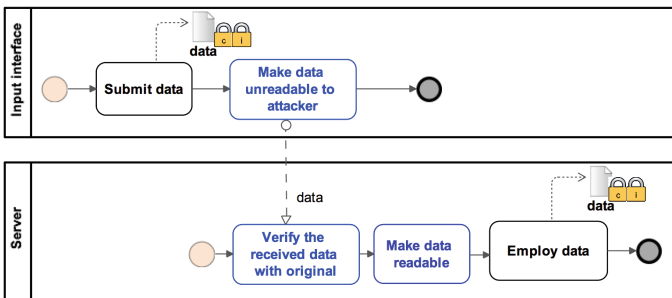 Input interface
data
c i
Submit data
Make data
unreadable to
attacker
data
Server
data
c i
Verify the
received data
with original
Make data
readable
Employ data